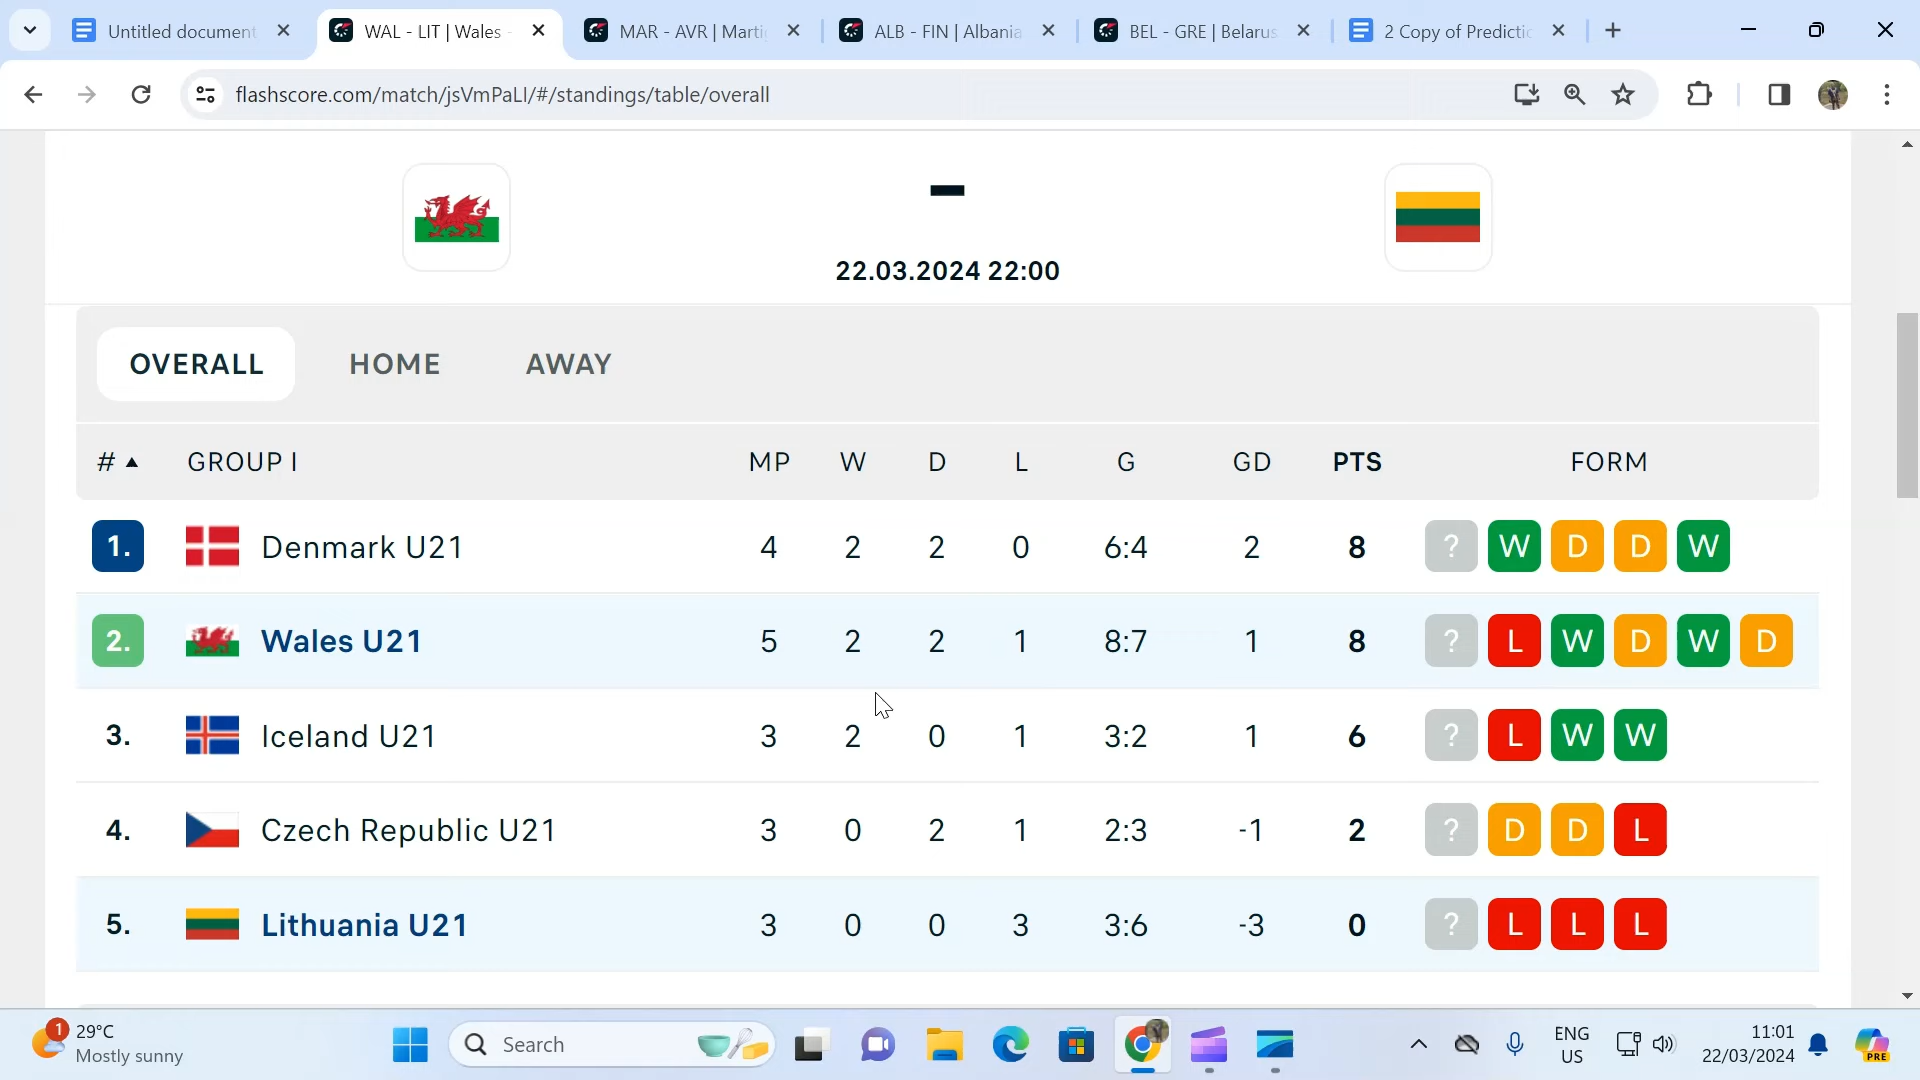 Untitled document
WAL - LIT | Wales -
MAR - AVR | Marti
ALB - FIN | Albania
BEL - GRE | Belarus
2 Copy of Predictio
flashscore.com/match/jsVmPaLI/#/standings/table/overall
-
22.03.2024 22:00
OVERALL HOME AWAY
# GROUP I MP W D L G GD PTS FORM
1. Denmark U21 4 2 2 0 6:4 2 8 ? W D D W
2. Wales U21 5 2 2 1 8:7 1 8 ? L W D W D
3. Iceland U21 3 2 0 1 3:2 1 6 ? L W W
4. Czech Republic U21 3 0 2 1 2:3 -1 2 ? D D L
5. Lithuania U21 3 0 0 3 3:6 -3 0 ? L L L
1
29°C
Mostly sunny
Search
ENG
US
11:01
22/03/2024
PRE